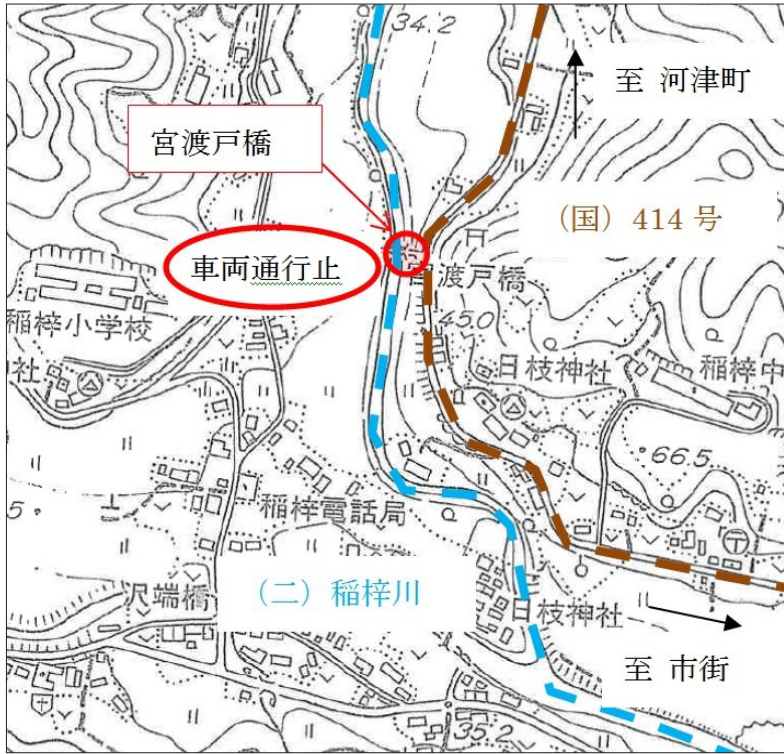 34.2
至 河津町
宮渡戸橋
(国) 414 号
車両通行止
宮渡戸橋
稲梓小学校
45.0
日枝神社
稲梓中
社
66.5
稲梓電話局
5
沢端橋
(二) 稲梓川
日枝神社
至 市街
35.2